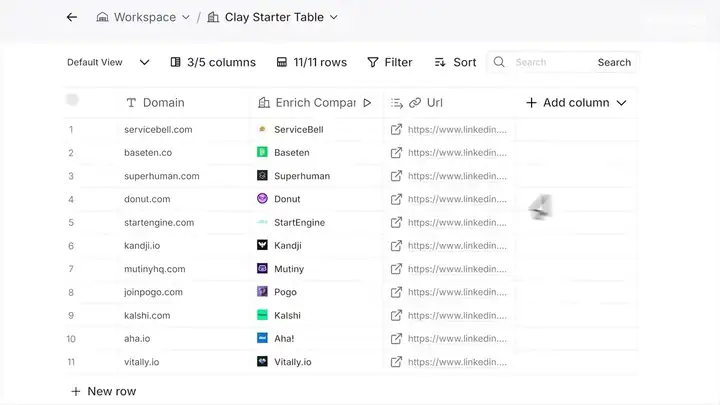 Workspace / Clay Starter Table
Default View 3/5 columns 11/11 rows Filter Sort Search Search
Domain Enrich Compar Url + Add column
1 servicebell.com ServiceBell https://www.linkedin....
2 baseten.co Baseten https://www.linkedin....
3 superhuman.com Superhuman https://www.linkedin....
4 donut.com Donut https://www.linkedin....
5 startengine.com StartEngine https://www.linkedin....
6 kandji.io Kandji https://www.linkedin....
7 mutinyhq.com Mutiny https://www.linkedin....
8 joinpogo.com Pogo https://www.linkedin....
9 kalshi.com Kalshi https://www.linkedin....
10 aha.io Aha! https://www.linkedin....
11 vitally.io Vitally.io https://www.linkedin....
+ New row